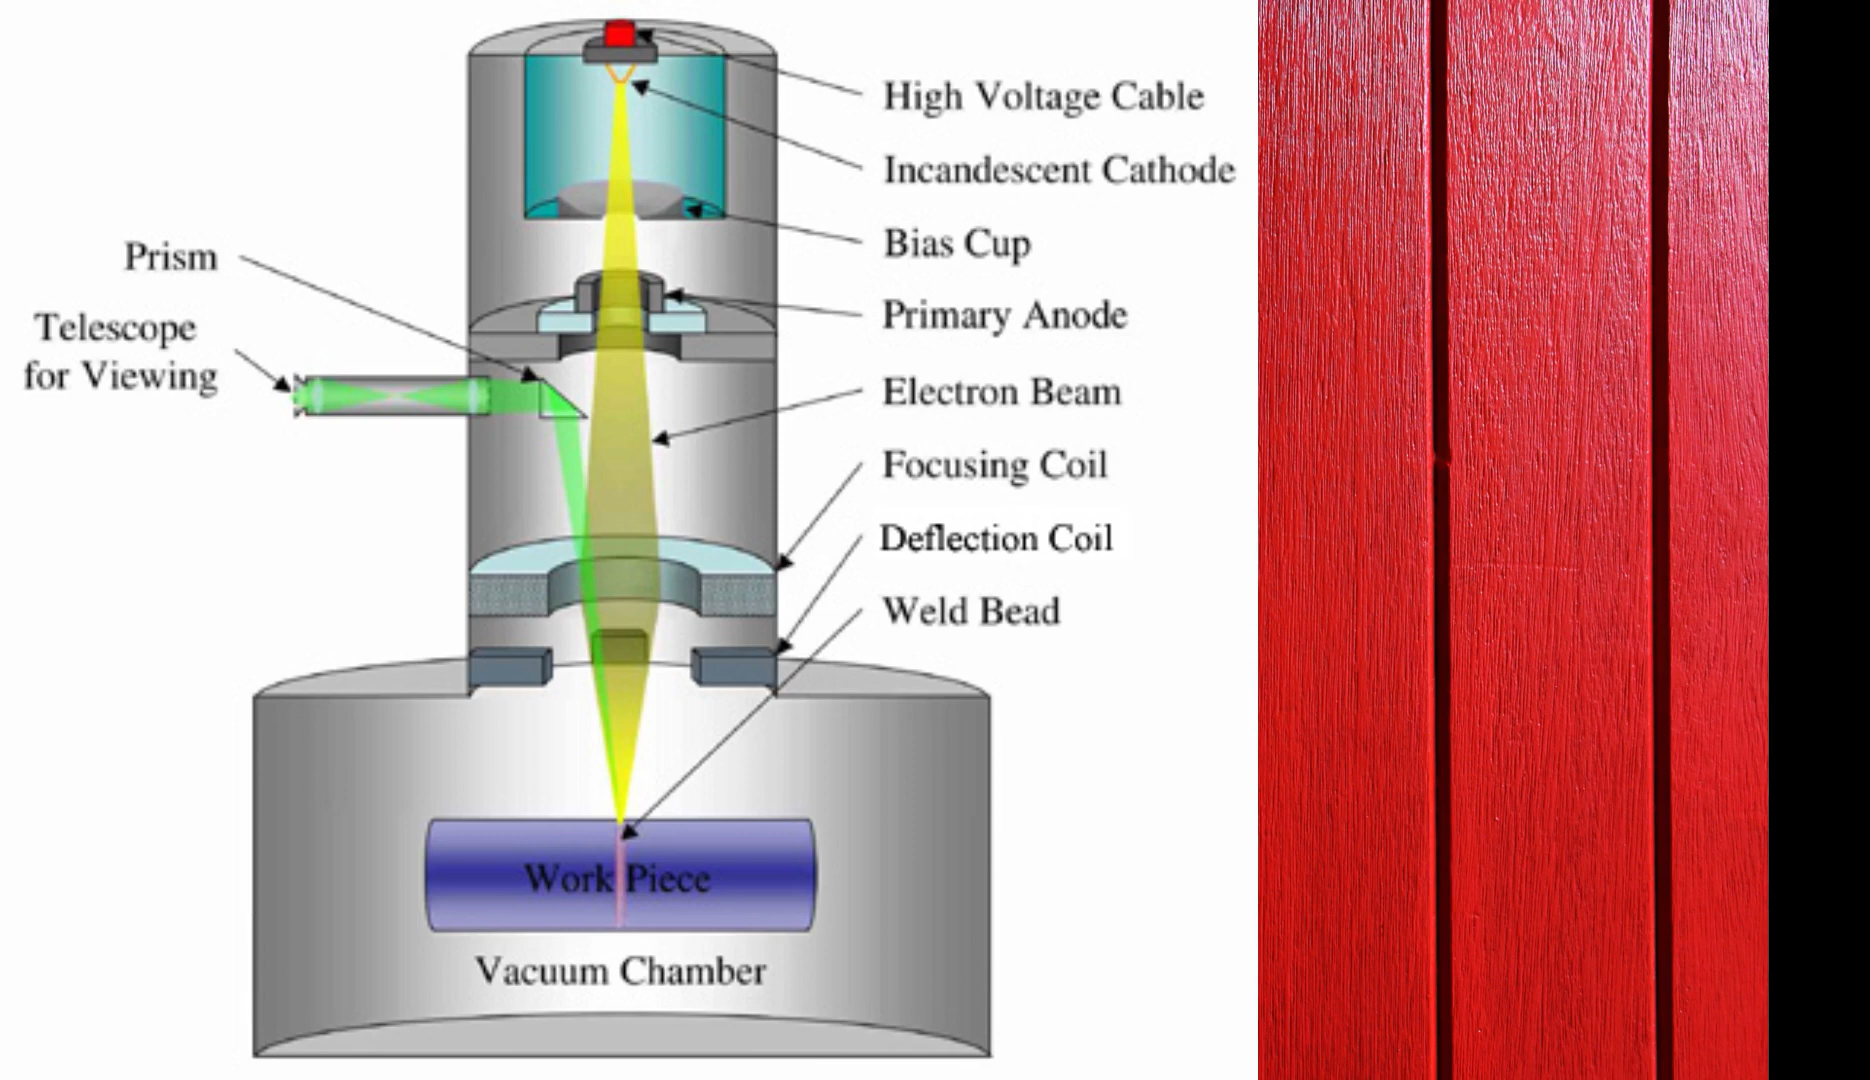 High Voltage Cable
Incandescent Cathode
Bias Cup
Prism
Primary Anode
Telescope
for Viewing
Electron Beam
Focusing Coil
Deflection Coil
Weld Bead
Work Piece
Vacuum Chamber